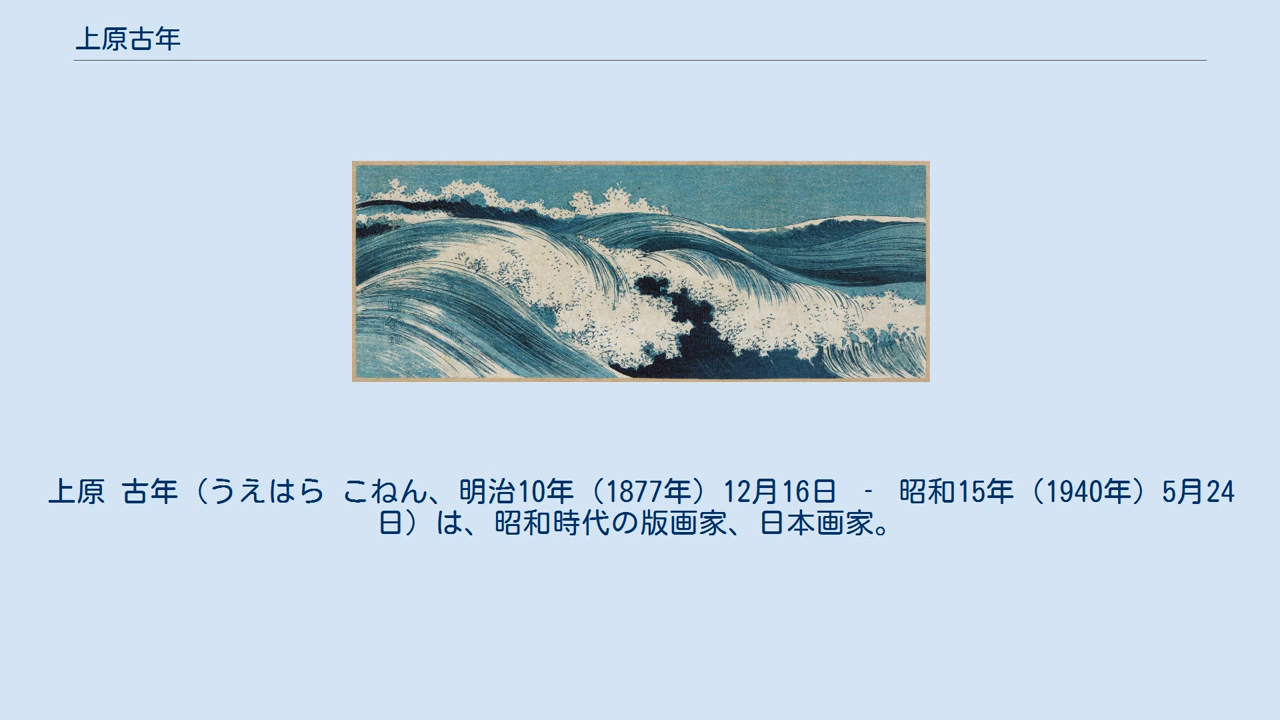 上原古年
上原 古年（うえはら こねん、明治10年（1877年）12月16日 - 昭和15年（1940年）5月24
日）は、昭和時代の版画家、日本画家。